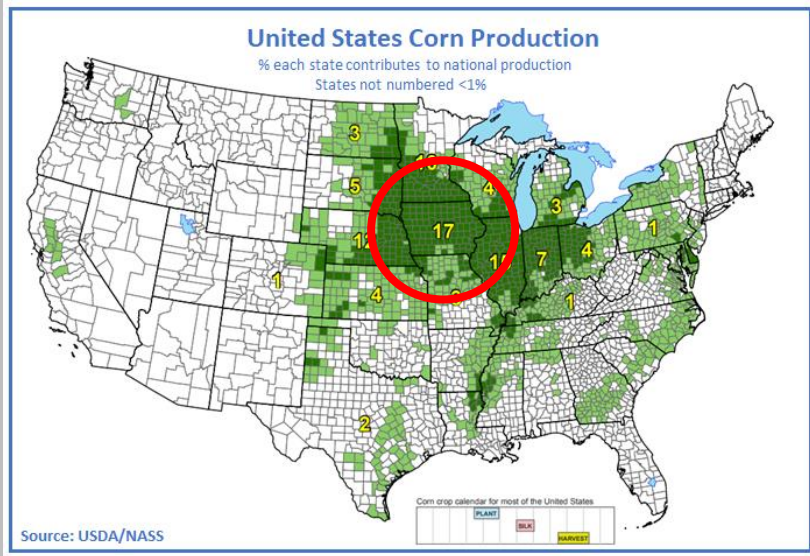 United States Corn Production
% each state contributes to national production
States not numbered <1%
3
5
4
3
12
17
7
4
1
1
4
1
2
Corn crop calendar for most of the United States
PLANT
SILK
HARVEST
Source: USDA/NASS